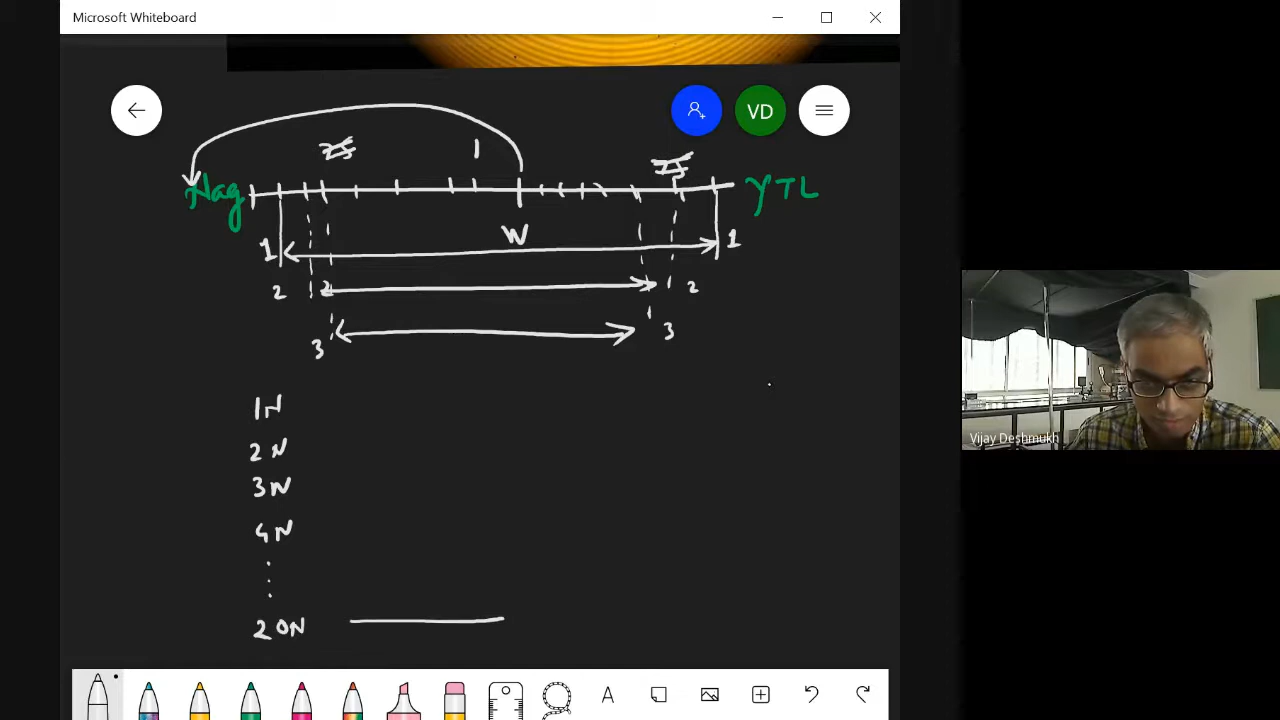 Microsoft Whiteboard
VD
25 1 25
Nag YTL
1 W 1
2 2 2
3 3
1N
2N
3N
4N
20N
A
Vijay Deshmukh